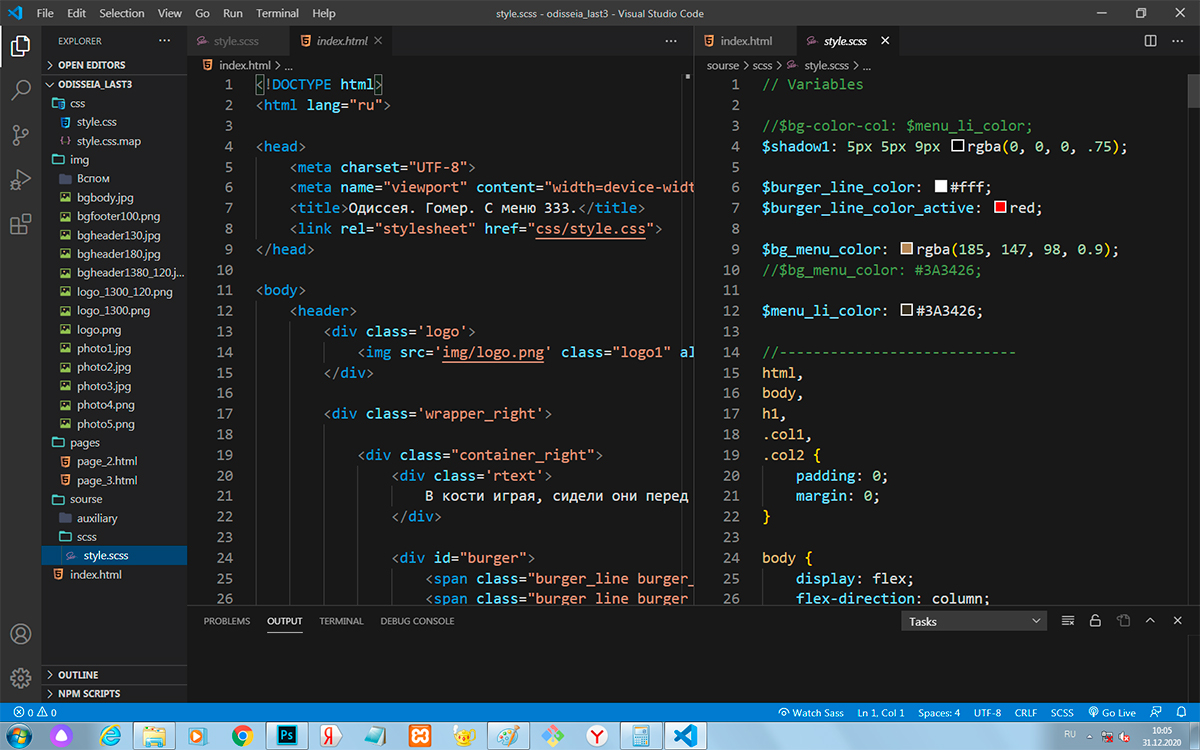 File Edit Selection View Go Run Terminal Help
style.scss - odisseia_last3 - Visual Studio Code
EXPLORER
OPEN EDITORS
ODISSEIA_LAST3
css
style.css
style.css.map
img
Вспом
bgbody.jpg
bgfooter100.png
bgheader130.jpg
bgheader180.jpg
bgheader1380_120.j...
logo_1300_120.png
logo_1300.png
logo.png
photo1.jpg
photo2.jpg
photo3.jpg
photo4.png
photo5.png
pages
page_2.html
page_3.html
sourse
auxiliary
scss
style.scss
index.html
OUTLINE
NPM SCRIPTS
style.scss
index.html
index.html > ...
1 <!DOCTYPE html>
2 <html lang="ru">
3
4 <head>
5 <meta charset="UTF-8">
6 <meta name="viewport" content="width=device-widt
7 <title>Одиссея. Гомер. С меню 333.</title>
8 <link rel="stylesheet" href="css/style.css">
9 </head>
10
11 <body>
12 <header>
13 <div class='logo'>
14 <img src='img/logo.png' class="logo1" al
15 </div>
16
17 <div class='wrapper_right'>
18
19 <div class="container_right">
20 <div class='rtext'>
21 В кости играя, сидели они перед
22 </div>
23
24 <div id="burger">
25 <span class="burger_line burger_
26 <span class="burger line burger
index.html
style.scss
sourse > scss > style.scss > ...
1 // Variables
2
3 //$bg-color-col: $menu_li_color;
4 $shadow1: 5px 5px 9px rgba(0, 0, 0, .75);
5
6 $burger_line_color: #fff;
7 $burger_line_color_active: red;
8
9 $bg_menu_color: rgba(185, 147, 98, 0.9);
10 //$bg_menu_color: #3A3426;
11
12 $menu_li_color: #3A3426;
13
14 //----------------------------
15 html,
16 body,
17 h1,
18 .col1,
19 .col2 {
20 padding: 0;
21 margin: 0;
22 }
23
24 body {
25 display: flex;
26 flex-direction: column;
PROBLEMS OUTPUT TERMINAL DEBUG CONSOLE
Tasks
0 0
Watch Sass Ln 1, Col 1 Spaces: 4 UTF-8 CRLF SCSS Go Live
Ps Я Y
RU
10:05
31.12.2020